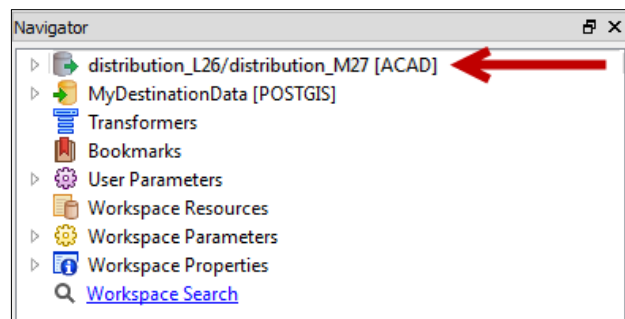 Navigator
distribution_L26/distribution_M27 [ACAD]
MyDestinationData [POSTGIS]
Transformers
Bookmarks
User Parameters
Workspace Resources
Workspace Parameters
Workspace Properties
Workspace Search